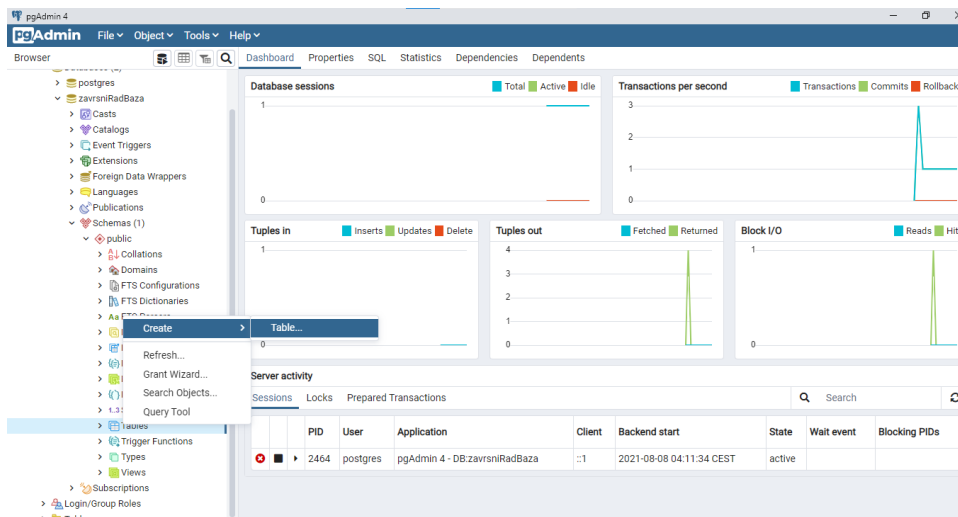 pgAdmin 4
pgAdmin File Object Tools Help
Browser
Dashboard Properties SQL Statistics Dependencies Dependents
postgres
zavrsniRadBaza
Casts
Catalogs
Event Triggers
Extensions
Foreign Data Wrappers
Languages
Publications
Schemas (1)
public
Collations
Domains
FTS Configurations
FTS Dictionaries
Tables
Trigger Functions
Types
Views
Subscriptions
Login/Group Roles
Create
Refresh...
Grant Wizard...
Search Objects...
Query Tool
Table...
Database sessions
Total Active Idle
1
0
Transactions per second
Transactions Commits Rollback
3
2
1
0
Tuples in
Inserts Updates Delete
1
0
Tuples out
Fetched Returned
4
3
2
1
0
Block I/O
Reads Hit
1
0
Server activity
Sessions Locks Prepared Transactions
Search
PID User Application Client Backend start State Wait event Blocking PIDs
2464 postgres pgAdmin 4 - DB:zavrsniRadBaza ::1 2021-08-08 04:11:34 CEST active